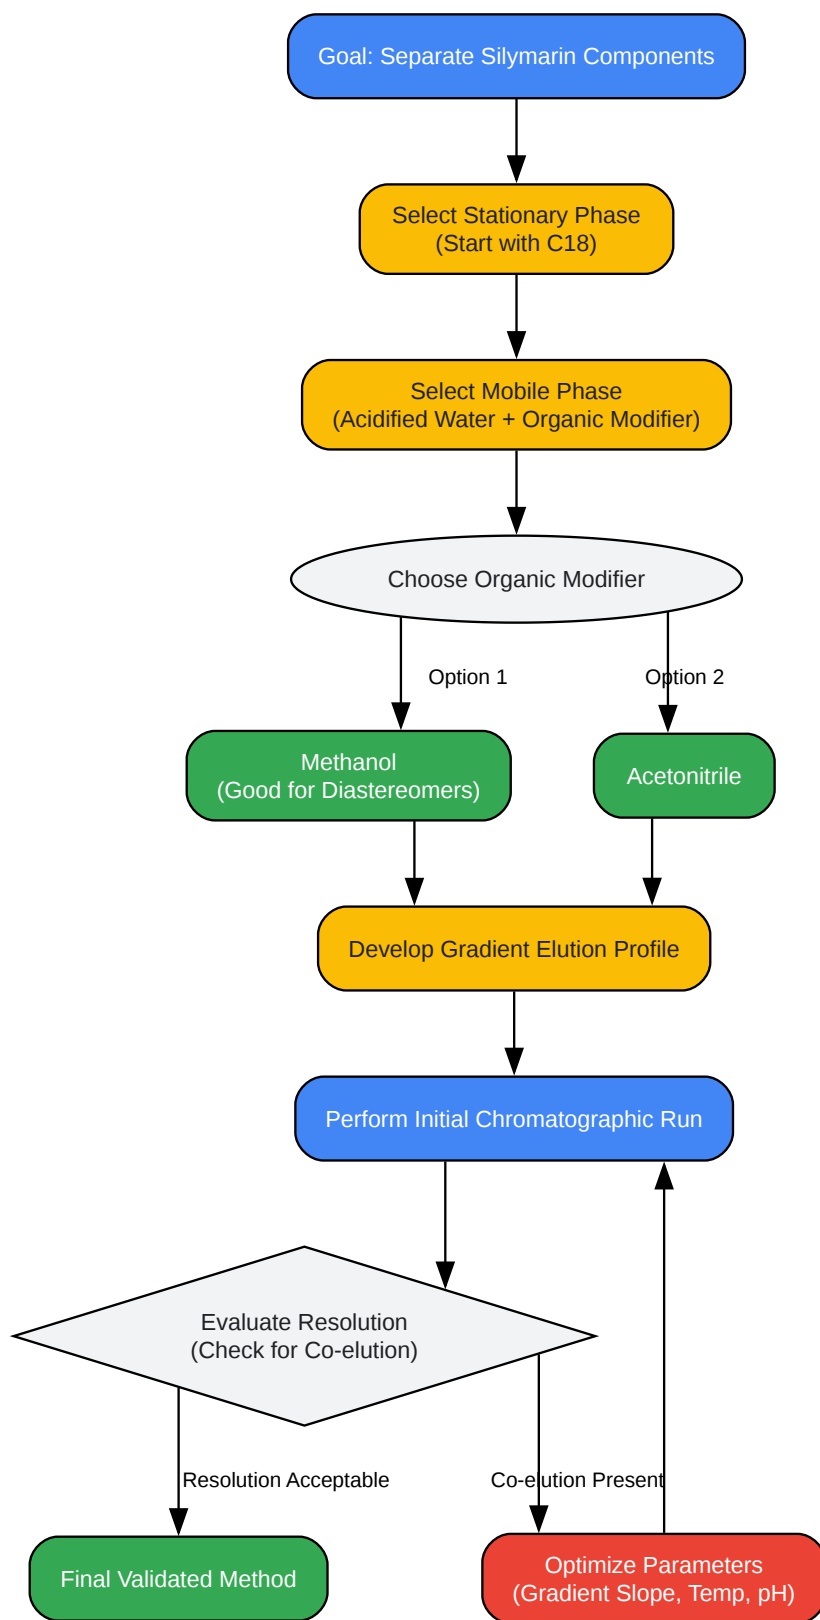 Goal: Separate Silymarin Components
Select Stationary Phase
(Start with C18)
Select Mobile Phase
(Acidified Water + Organic Modifier)
Choose Organic Modifier
Option 1
Option 2
Methanol
(Good for Diastereomers)
Acetonitrile
Develop Gradient Elution Profile
Perform Initial Chromatographic Run
Evaluate Resolution
(Check for Co-elution)
Resolution Acceptable
Co-elution Present
Final Validated Method
Optimize Parameters
(Gradient Slope, Temp, pH)